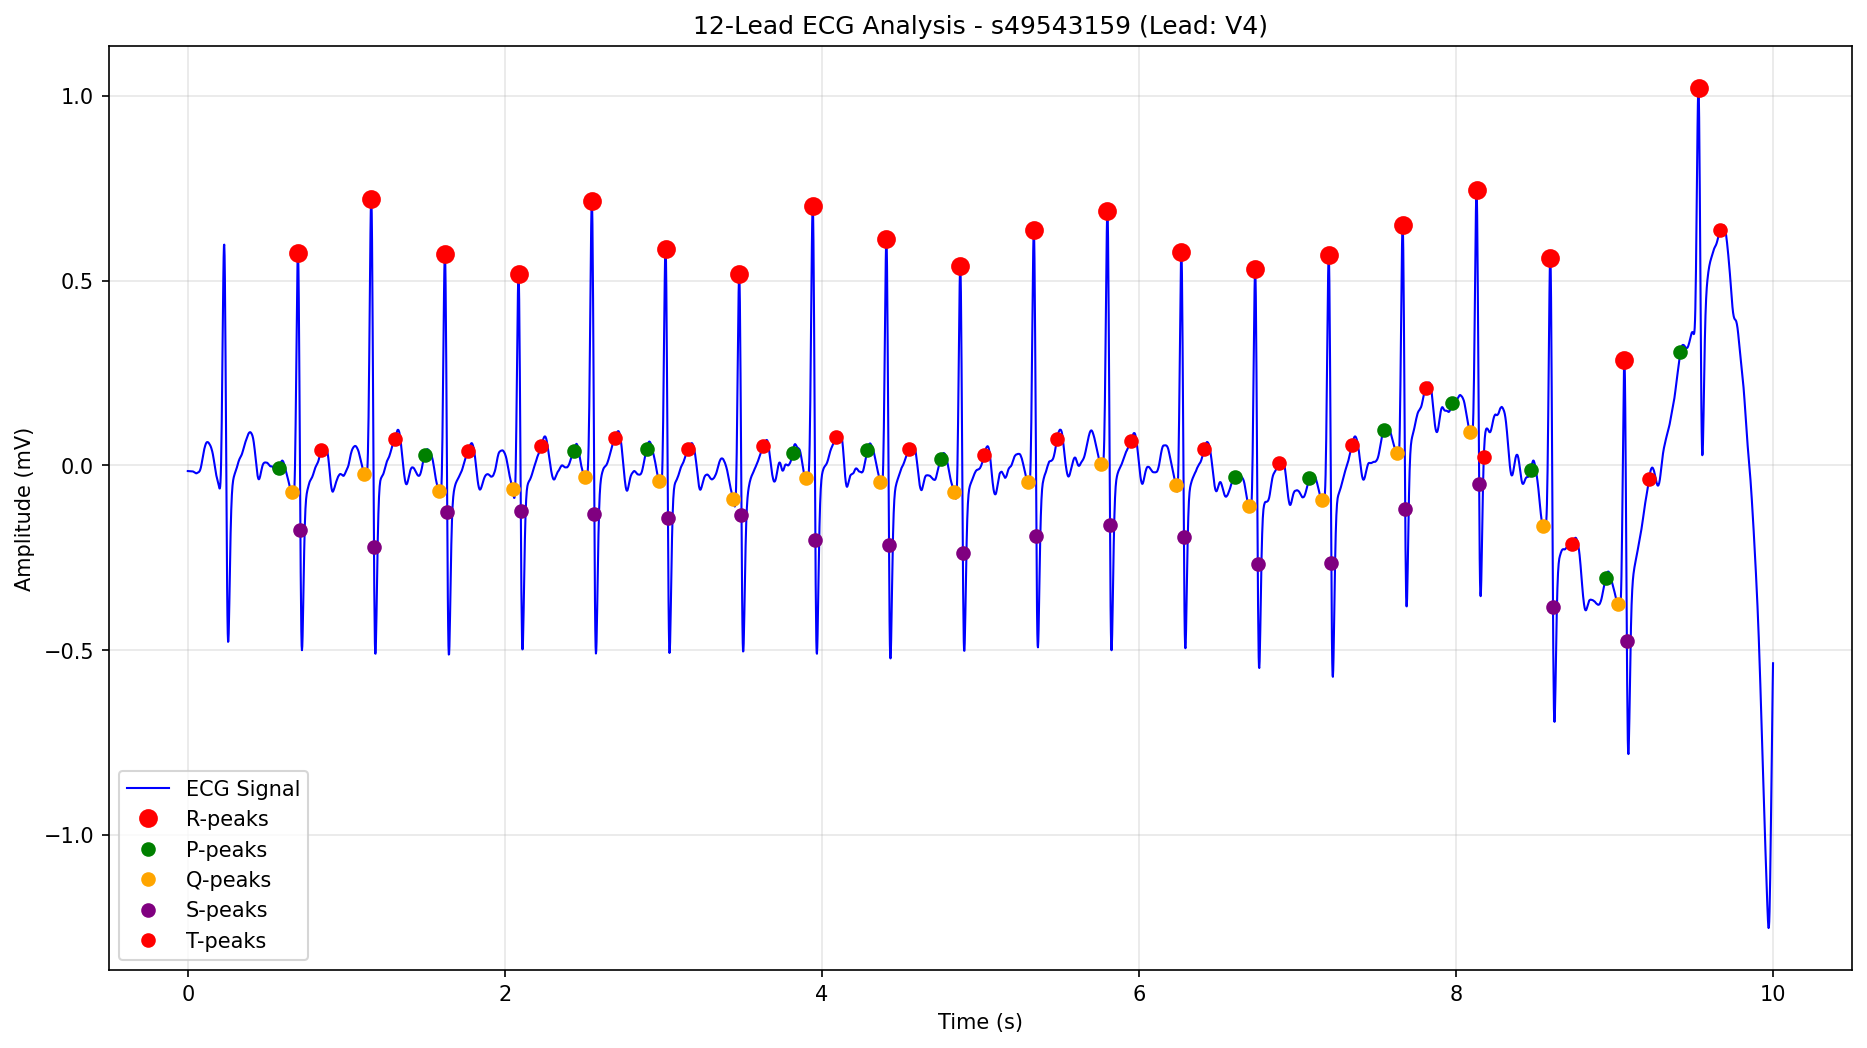 12-Lead ECG Analysis - s49543159 (Lead: V4)
Amplitude (mV)
1.0
0.5
0.0
−0.5
−1.0
ECG Signal
R-peaks
P-peaks
Q-peaks
S-peaks
T-peaks
0 2 4 6 8 10
Time (s)